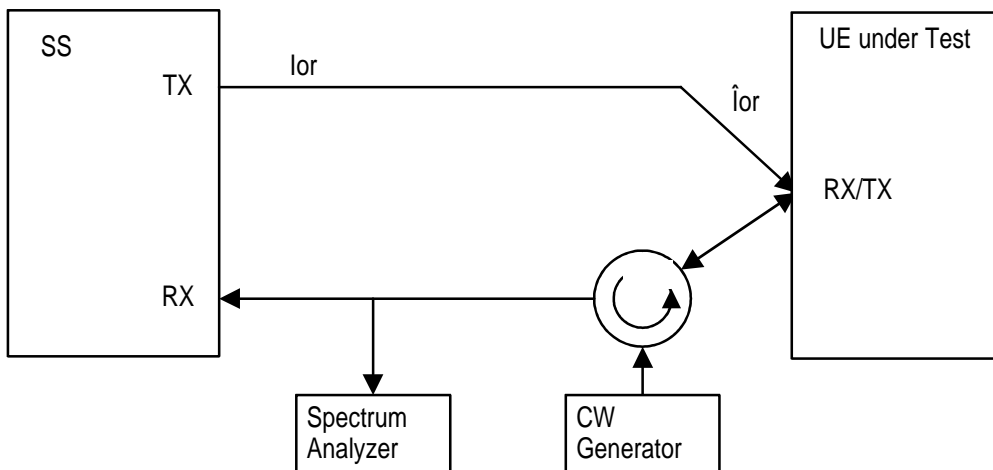 SS
UE under Test
TX
Ior
Îor
RX/TX
RX
Spectrum
Analyzer
CW
Generator